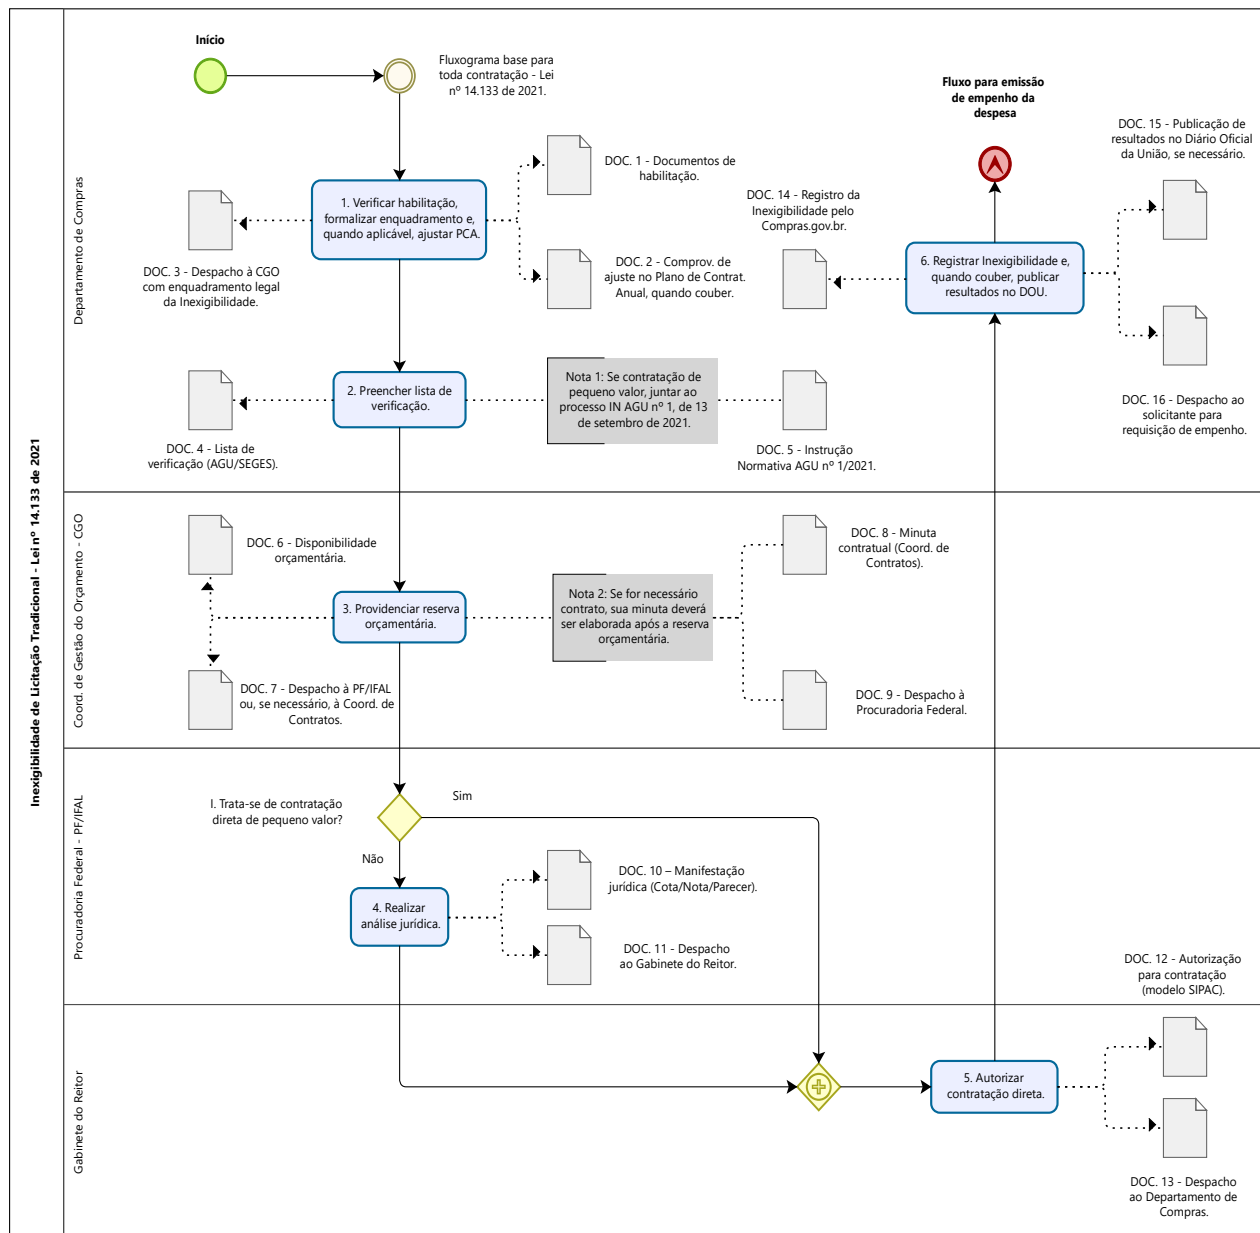 Inexigibilidade de Licitação Tradicional - Lei nº 14.133 de 2021
Departamento de Compras
Início
Fluxograma base para
toda contratação - Lei
nº 14.133 de 2021.
Fluxo para emissão
de empenho da
despesa
DOC. 15 - Publicação de
resultados no Diário Oficial
da União, se necessário.
DOC. 1 - Documentos de
habilitação.
1. Verificar habilitação,
formalizar enquadramento e,
quando aplicável, ajustar PCA.
DOC. 14 - Registro da
Inexigibilidade pelo
Compras.gov.br.
DOC. 3 - Despacho à CGO
com enquadramento legal
da Inexigibilidade.
DOC. 2 - Comprov. de
ajuste no Plano de Contrat.
Anual, quando couber.
6. Registrar Inexigibilidade e,
quando couber, publicar
resultados no DOU.
2. Preencher lista de
verificação.
Nota 1: Se contratação de
pequeno valor, juntar ao
processo IN AGU nº 1, de 13
de setembro de 2021.
DOC. 16 - Despacho ao
solicitante para
requisição de empenho.
DOC. 4 - Lista de
verificação (AGU/SEGES).
DOC. 5 - Instrução
Normativa AGU nº 1/2021.
Coord. de Gestão do Orçamento - CGO
DOC. 6 - Disponibilidade
orçamentária.
DOC. 8 - Minuta
contratual (Coord. de
Contratos).
3. Providenciar reserva
orçamentária.
Nota 2: Se for necessário
contrato, sua minuta deverá
ser elaborada após a reserva
orçamentária.
DOC. 7 - Despacho à PF/IFAL
ou, se necessário, à Coord. de
Contratos.
DOC. 9 - Despacho à
Procuradoria Federal.
Procuradoria Federal - PF/IFAL
I. Trata-se de contratação
direta de pequeno valor?
Sim
Não
4. Realizar
análise jurídica.
DOC. 10 – Manifestação
jurídica (Cota/Nota/Parecer).
DOC. 11 - Despacho
ao Gabinete do Reitor.
Gabinete do Reitor
DOC. 12 - Autorização
para contratação
(modelo SIPAC).
5. Autorizar
contratação direta.
DOC. 13 - Despacho
ao Departamento de
Compras.